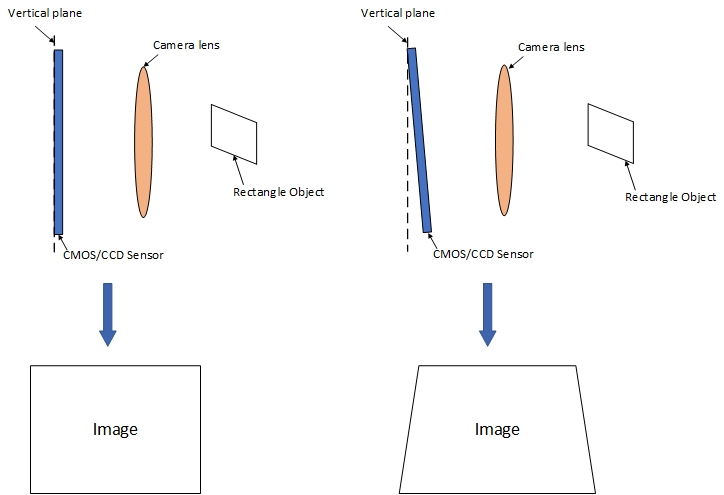 Vertical plane
Vertical plane
Camera lens
Camera lens
Rectangle Object
Rectangle Object
CMOS/CCD Sensor
CMOS/CCD Sensor
Image
Image